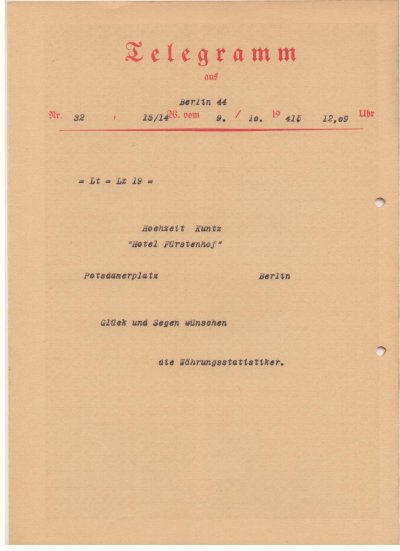 Telegramm
aus
Berlin 44
Nr. 32 , 15/14 W. vom 9. / 10. 19 41§ 12,09 Uhr
= Lt = Lx 19 =
Hochzeit Kuntz
"Hotel Fürstenhof"
Potsdamerplatz Berlin
Glück und Segen wünschen
die Währungsstatistiker.